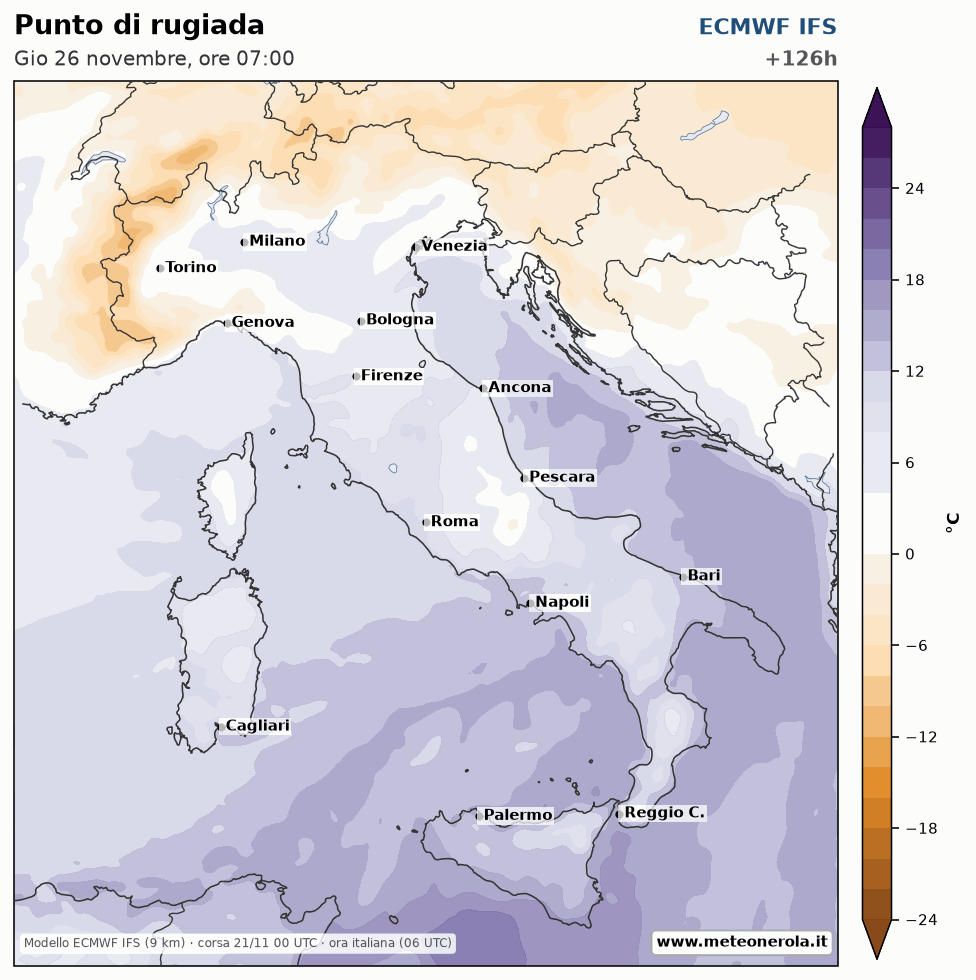 Punto di rugiada
ECMWF IFS
Gio 26 novembre, ore 07:00
+126h
Milano
Venezia
Torino
Genova
Bologna
Firenze
Ancona
Pescara
Roma
Bari
Napoli
Cagliari
Palermo
Reggio C.
24
18
12
6
0
−6
−12
−18
−24
°C
Modello ECMWF IFS (9 km) · corsa 21/11 00 UTC · ora italiana (06 UTC)
www.meteonerola.it